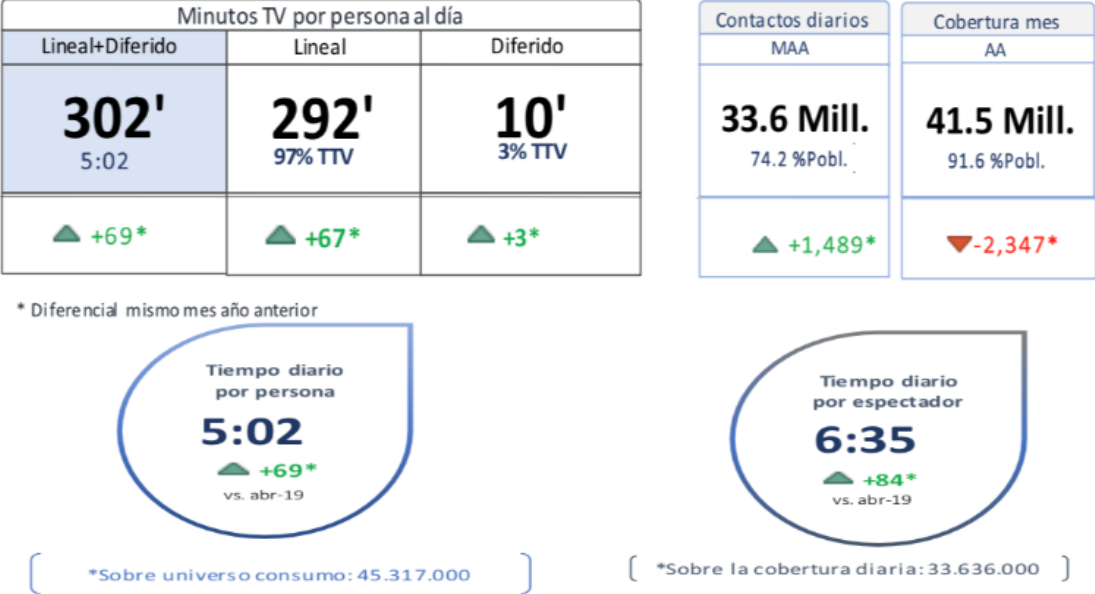 Minutos TV por persona al día
Lineal+Diferido Lineal Diferido
302' 292' 10'
5:02 97% TTV 3% TTV
+69* +67* +3*
Contactos diarios Cobertura mes
MAA AA
33.6 Mill. 41.5 Mill.
74.2 %Pobl. 91.6 %Pobl.
+1,489* -2,347*
* Diferencial mismo mes año anterior
Tiempo diario
por persona
5:02
+69*
vs. abr-19
*Sobre universo consumo: 45.317.000
Tiempo diario
por espectador
6:35
+84*
vs. abr-19
*Sobre la cobertura diaria: 33.636.000